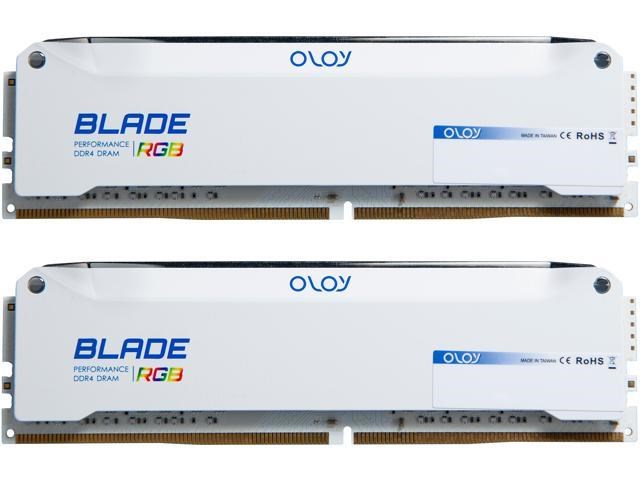 OLOY
BLADE
PERFORMANCE
DDR4 DRAM
RGB
OLOY
MADE IN TAIWAN CE RoHS
OLOY
BLADE
PERFORMANCE
DDR4 DRAM
RGB
OLOY
MADE IN TAIWAN CE RoHS